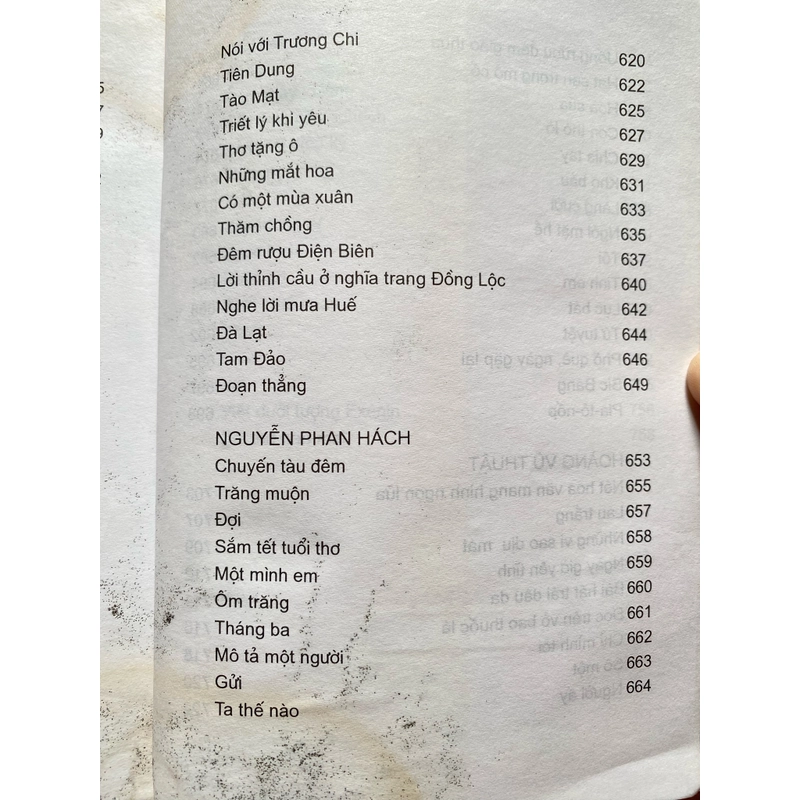 Nói với Trương Chi 620
Tiên Dung 622
Tào Mạt 625
Triết lý khi yêu 627
Thơ tặng ô 629
Những mắt hoa 631
Có một mùa xuân 633
Thăm chồng 635
Đêm rượu Điện Biên 637
Lời thỉnh cầu ở nghĩa trang Đồng Lộc 640
Nghe lời mưa Huế 642
Đà Lạt 644
Tam Đảo 646
Đoạn thẳng 649
NGUYỄN PHAN HÁCH
Chuyến tàu đêm 653
Trăng muộn 655
Đợi 657
Sắm tết tuổi thơ 658
Một mình em 659
Ôm trăng 660
Tháng ba 661
Mô tả một người 662
Gửi 663
Ta thế nào 664